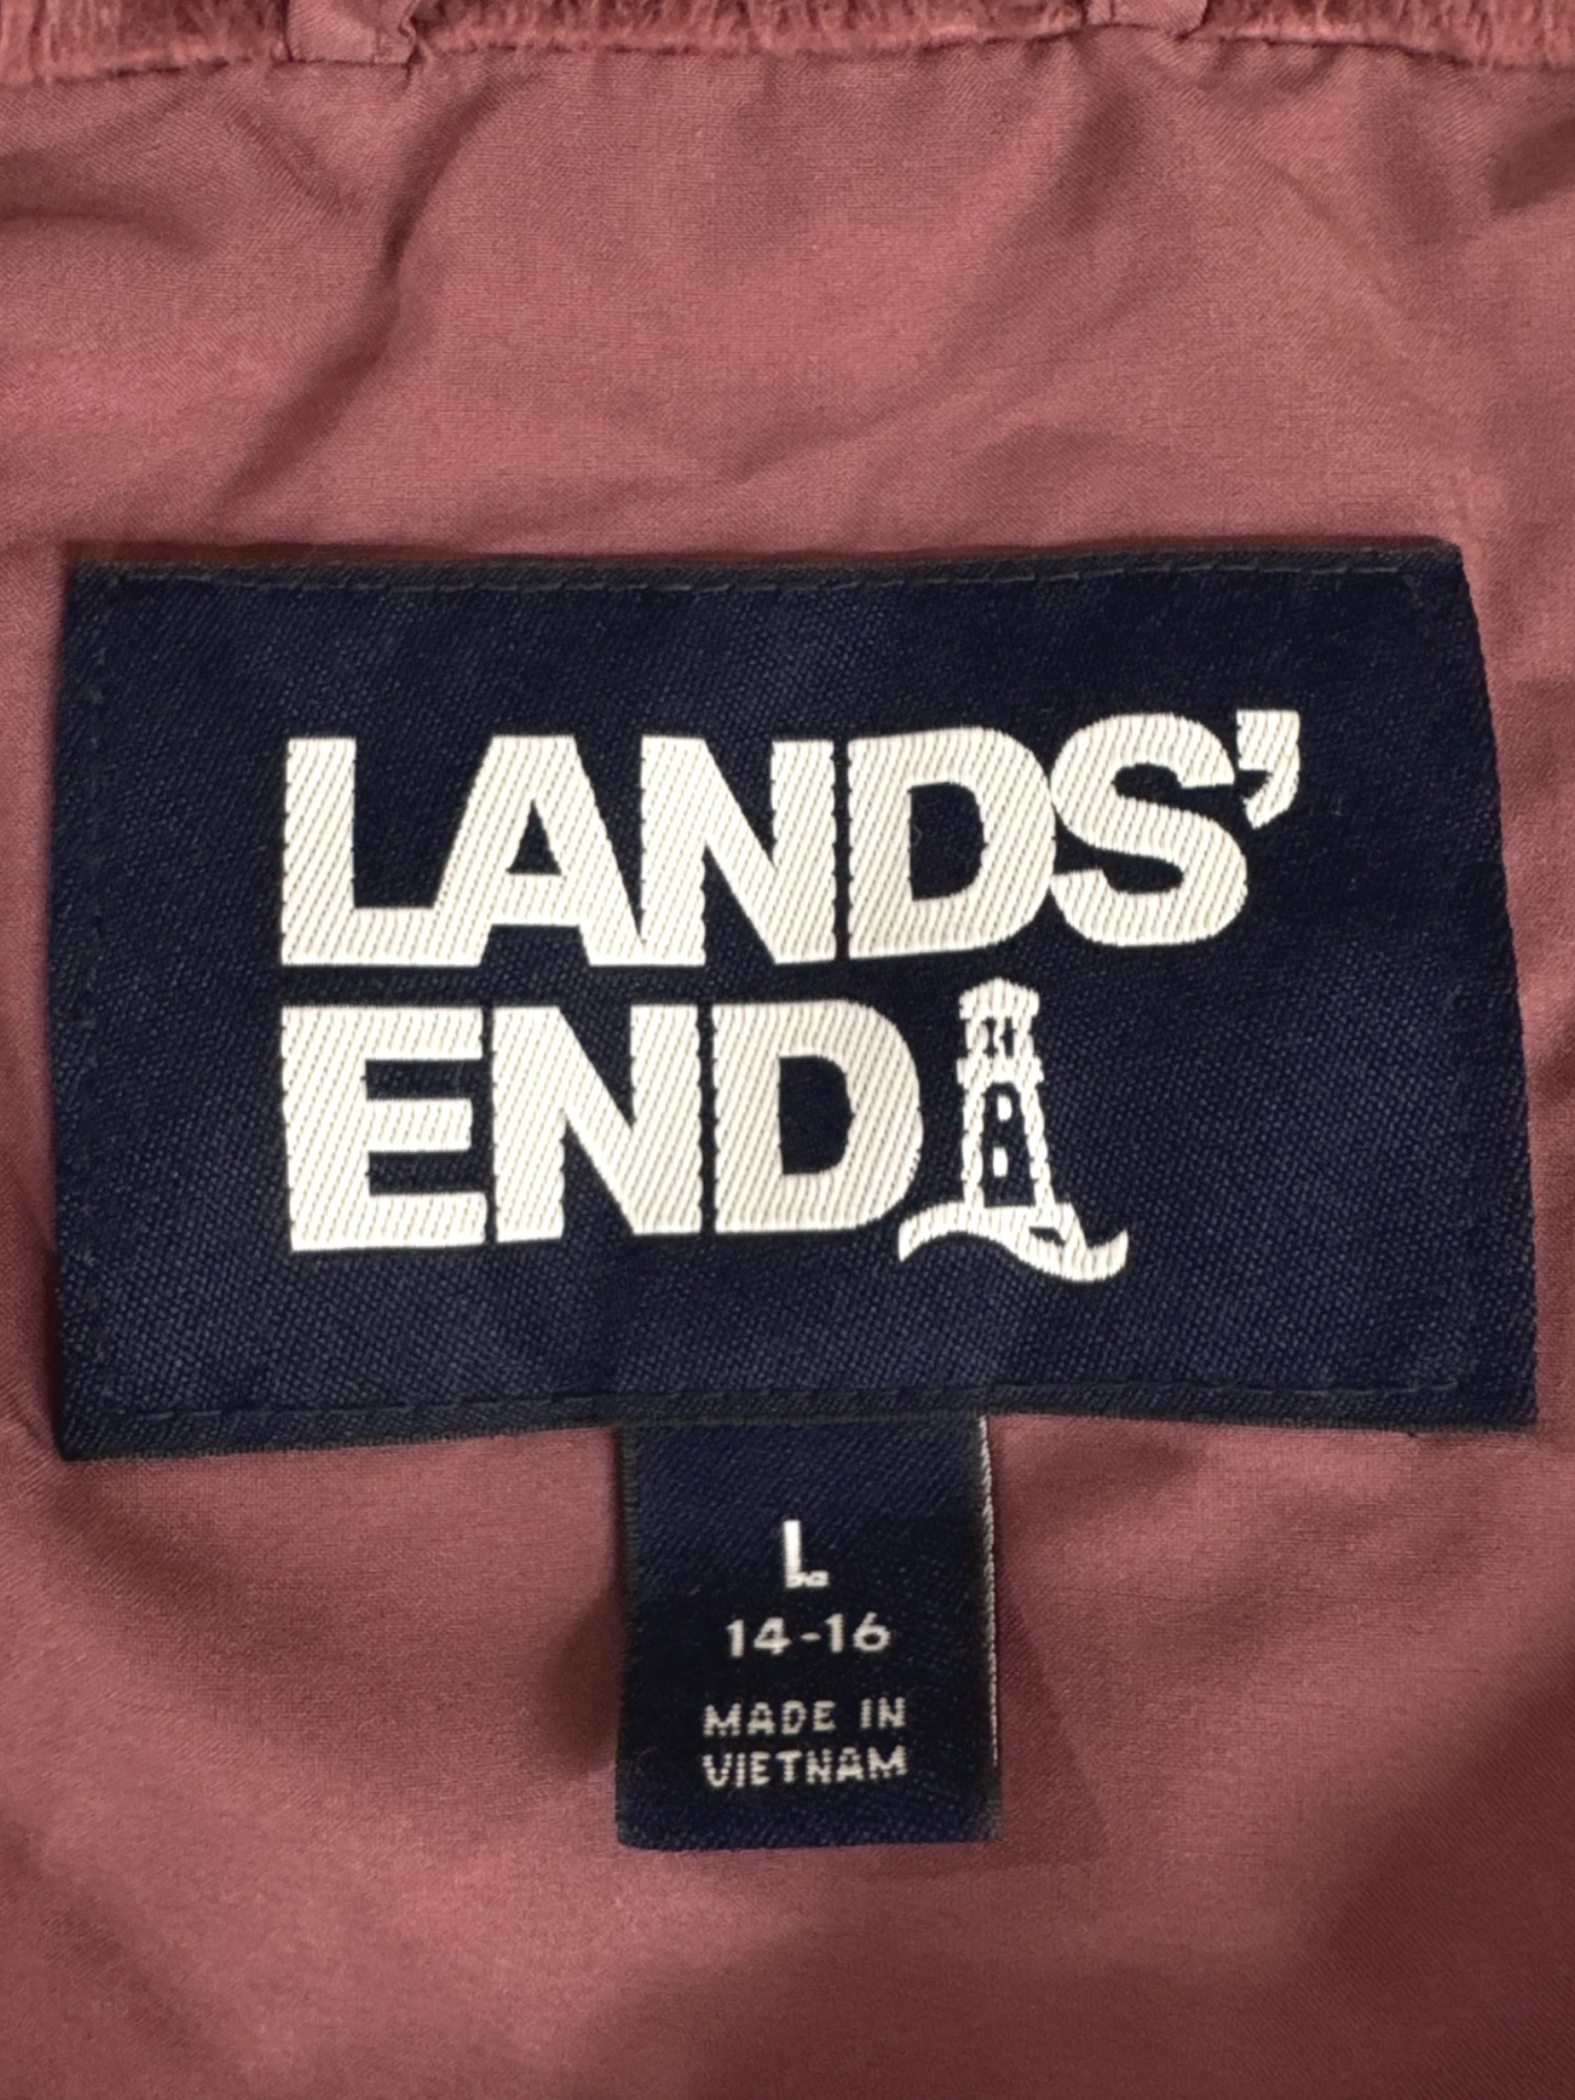 LANDS’
END
L
14-16
MADE IN
VIETNAM